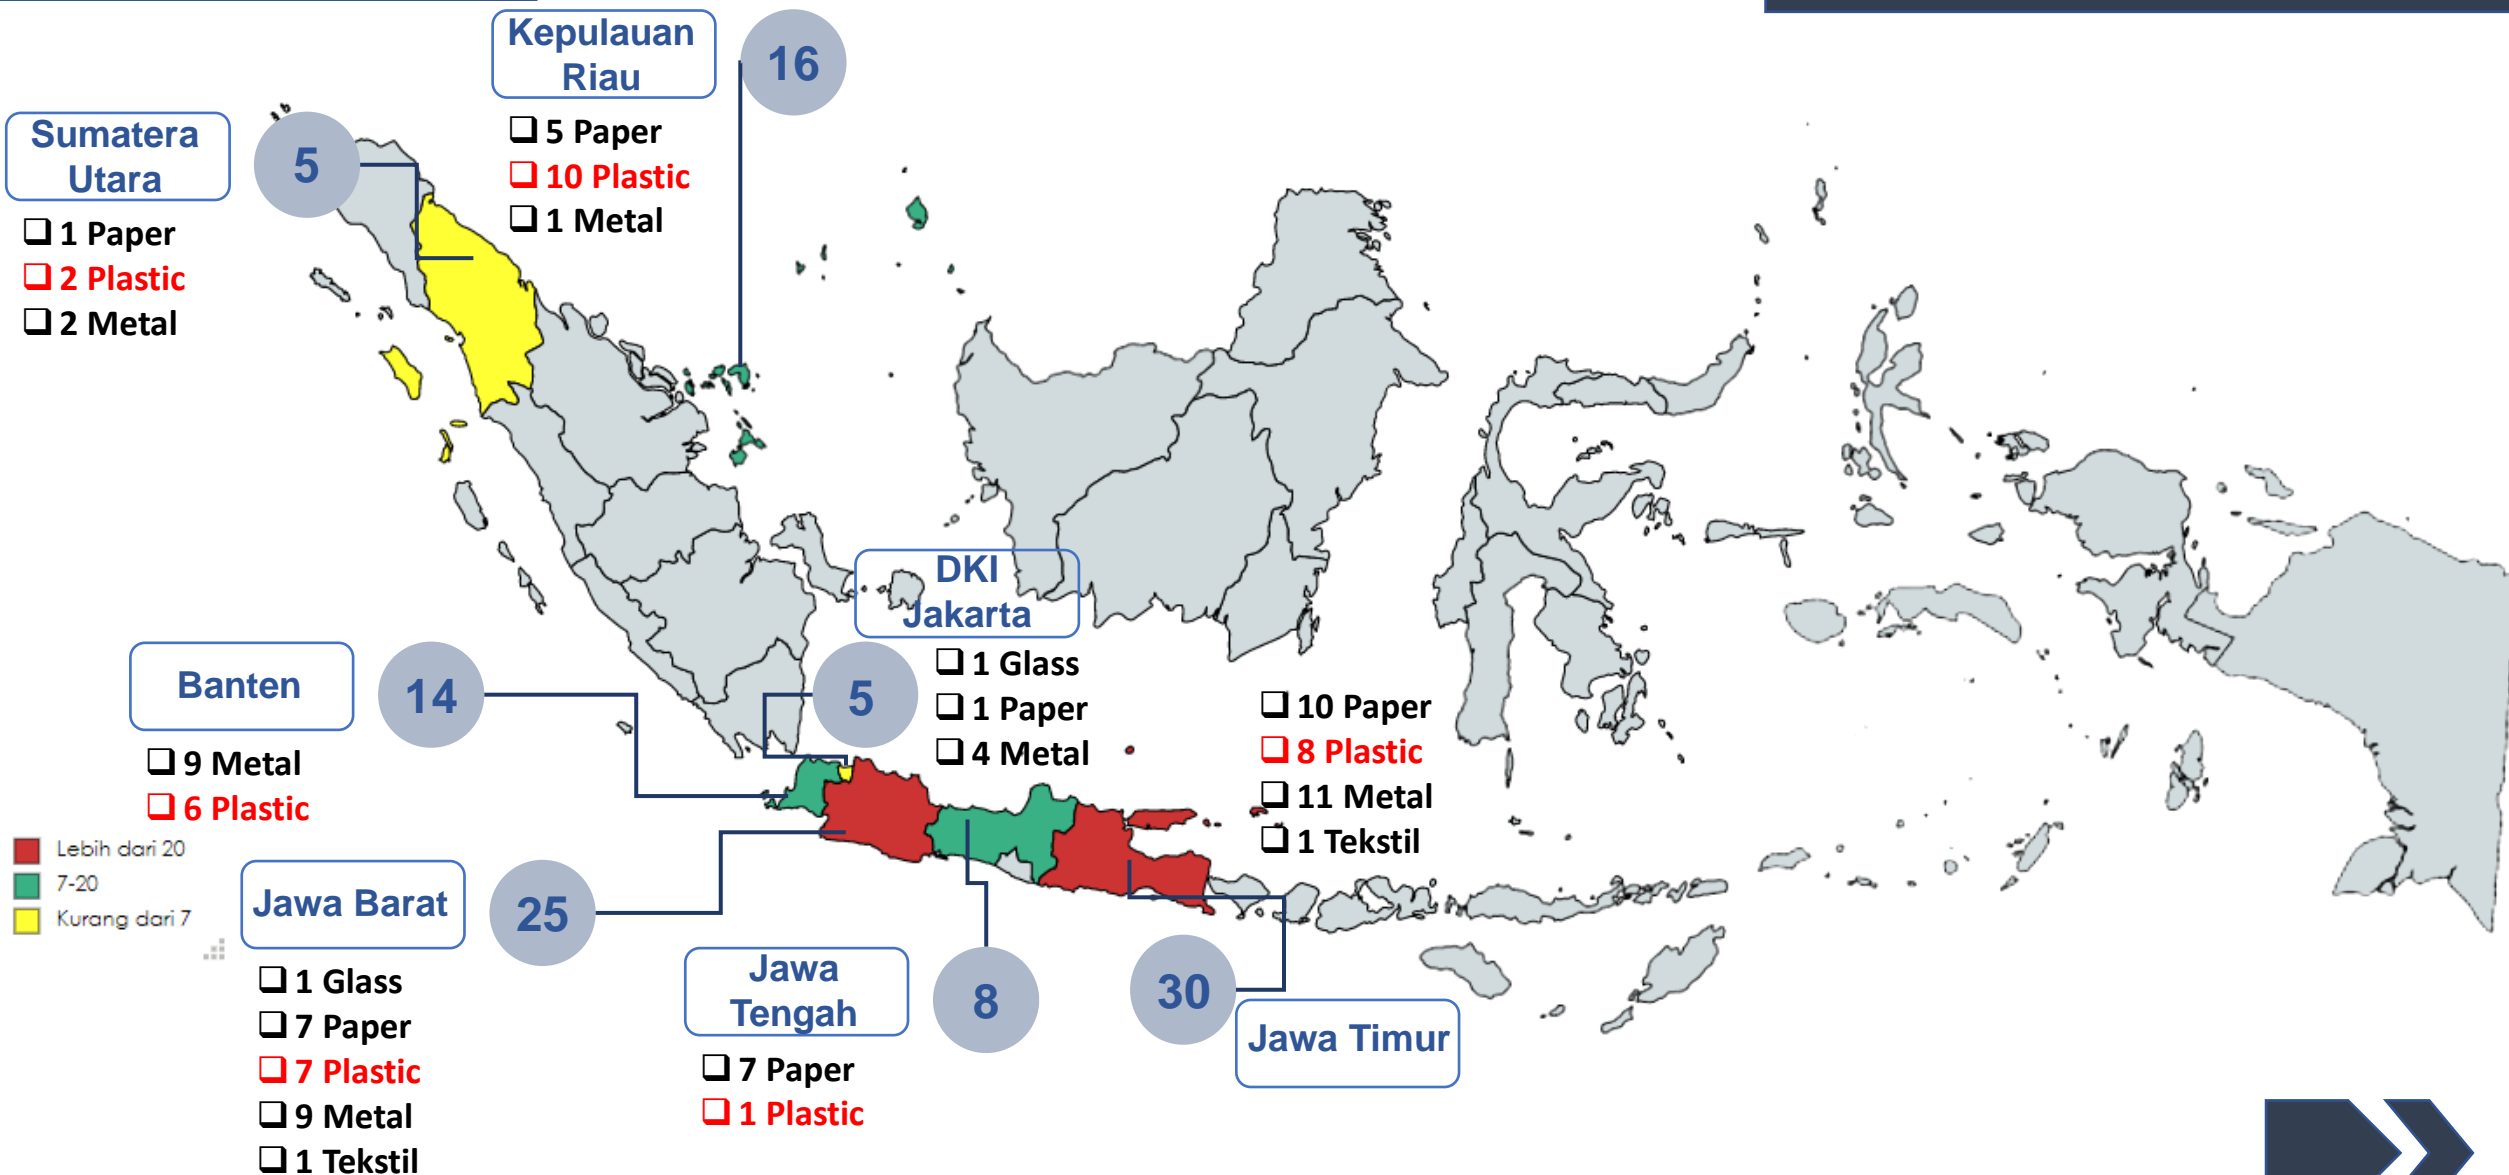 Kepulauan
Riau
16
5 Paper
10 Plastic
1 Metal
Sumatera
Utara
5
1 Paper
2 Plastic
2 Metal
DKI
Jakarta
5
1 Glass
1 Paper
4 Metal
Banten
14
9 Metal
6 Plastic
10 Paper
8 Plastic
11 Metal
1 Tekstil
Lebih dari 20
7-20
Kurang dari 7
Jawa Barat
25
1 Glass
7 Paper
7 Plastic
9 Metal
1 Tekstil
Jawa
Tengah
8
7 Paper
1 Plastic
30
Jawa Timur